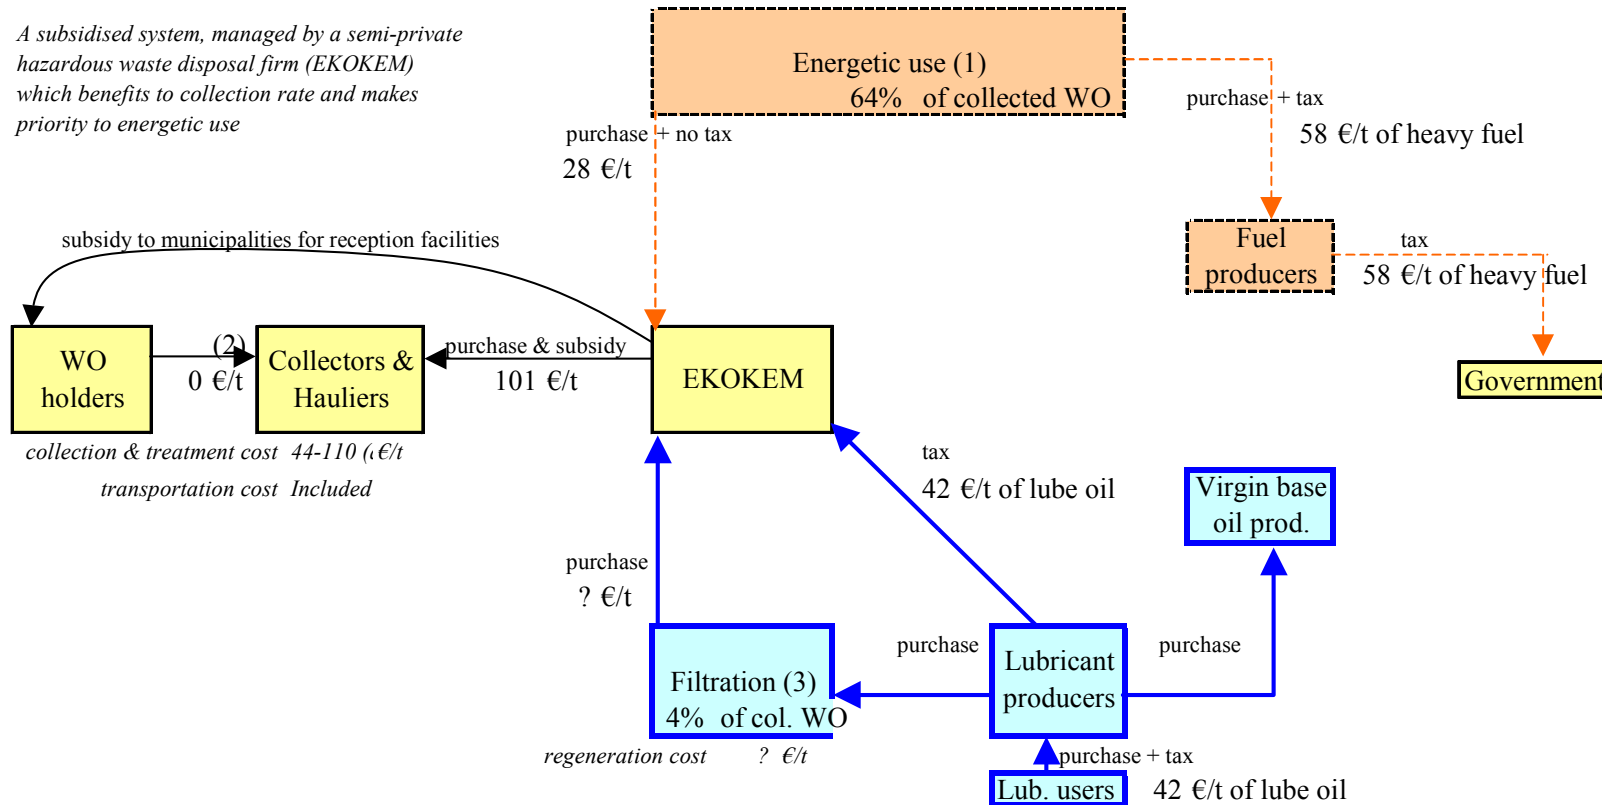 A subsidised system, managed by a semi-private
hazardous waste disposal firm (EKOKEM)
which benefits to collection rate and makes
priority to energetic use
Energetic use (1)
64% of collected WO
purchase + tax
58 €/t of heavy fuel
purchase + no tax
28 €/t
subsidy to municipalities for reception facilities
Fuel
producers
tax
58 €/t of heavy fuel
WO
holders
(2)
0 €/t
Collectors &
Hauliers
purchase & subsidy
101 €/t
EKOKEM
Government
collection & treatment cost 44-110 (€/t
transportation cost Included
tax
42 €/t of lube oil
Virgin base
oil prod.
purchase
? €/t
Filtration (3)
4% of col. WO
purchase
Lubricant
producers
purchase
regeneration cost ? €/t
purchase + tax
Lub. users
42 €/t of lube oil